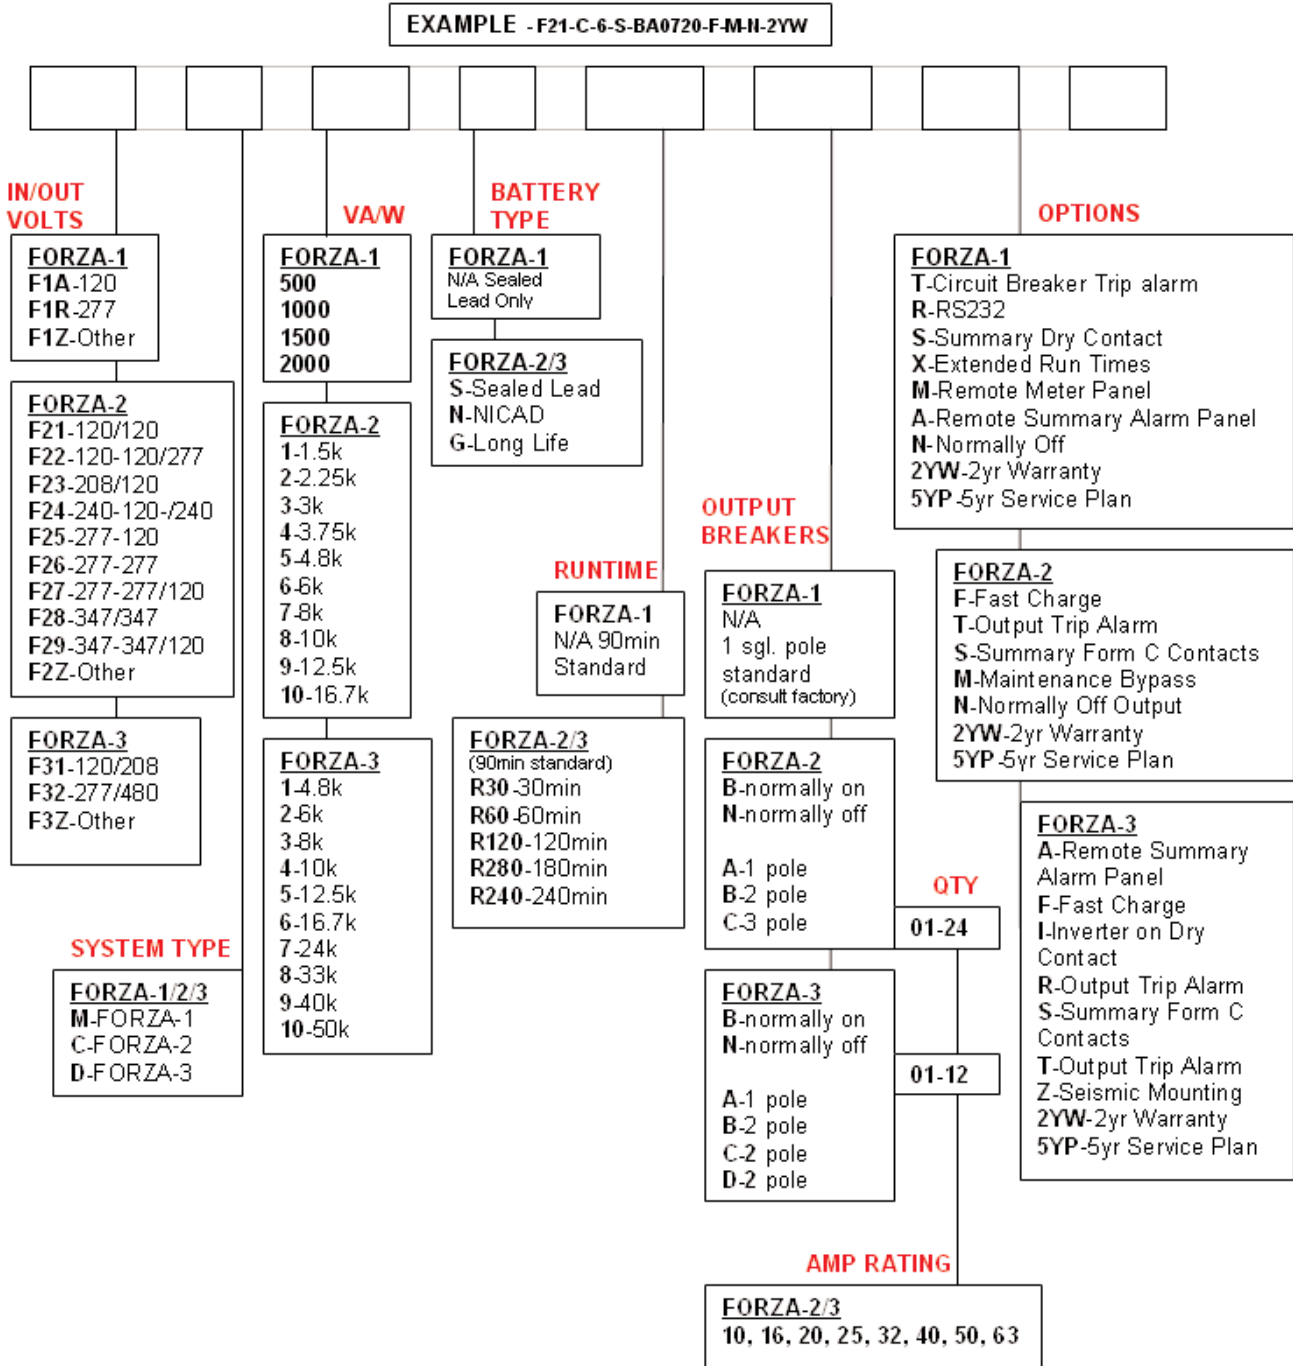 EXAMPLE - F21-C-6-S-BA0720-F-M-N-2YW
IN/OUT
VOLTS
FORZA-1
F1A-120
F1R-277
F1Z-Other
FORZA-2
F21-120/120
F22-120-120/277
F23-208/120
F24-240-120-/240
F25-277-120
F26-277-277
F27-277-277/120
F28-347/347
F29-347-347/120
F2Z-Other
FORZA-3
F31-120/208
F32-277/480
F3Z-Other
SYSTEM TYPE
FORZA-1/2/3
M-FORZA-1
C-FORZA-2
D-FORZA-3
VA/W
FORZA-1
500
1000
1500
2000
FORZA-2
1-1.5k
2-2.25k
3-3k
4-3.75k
5-4.8k
6-6k
7-8k
8-10k
9-12.5k
10-16.7k
FORZA-3
1-4.8k
2-6k
3-8k
4-10k
5-12.5k
6-16.7k
7-24k
8-33k
9-40k
10-50k
BATTERY
TYPE
FORZA-1
N/A Sealed
Lead Only
FORZA-2/3
S-Sealed Lead
N-NICAD
G-Long Life
RUNTIME
FORZA-1
N/A 90min
Standard
FORZA-2/3
(90min standard)
R30-30min
R60-60min
R120-120min
R280-180min
R240-240min
OUTPUT
BREAKERS
FORZA-1
N/A
1 sgl. pole
standard
(consult factory)
FORZA-2
B-normally on
N-normally off
A-1 pole
B-2 pole
C-3 pole
QTY
01-24
FORZA-3
B-normally on
N-normally off
A-1 pole
B-2 pole
C-2 pole
D-2 pole
01-12
AMP RATING
FORZA-2/3
10, 16, 20, 25, 32, 40, 50, 63
OPTIONS
FORZA-1
T-Circuit Breaker Trip alarm
R-RS232
S-Summary Dry Contact
X-Extended Run Times
M-Remote Meter Panel
A-Remote Summary Alarm Panel
N-Normally Off
2YW-2yr Warranty
5YP-5yr Service Plan
FORZA-2
F-Fast Charge
T-Output Trip Alarm
S-Summary Form C Contacts
M-Maintenance Bypass
N-Normally Off Output
2YW-2yr Warranty
5YP-5yr Service Plan
FORZA-3
A-Remote Summary
Alarm Panel
F-Fast Charge
I-Inverter on Dry
Contact
R-Output Trip Alarm
S-Summary Form C
Contacts
T-Output Trip Alarm
Z-Seismic Mounting
2YW-2yr Warranty
5YP-5yr Service Plan